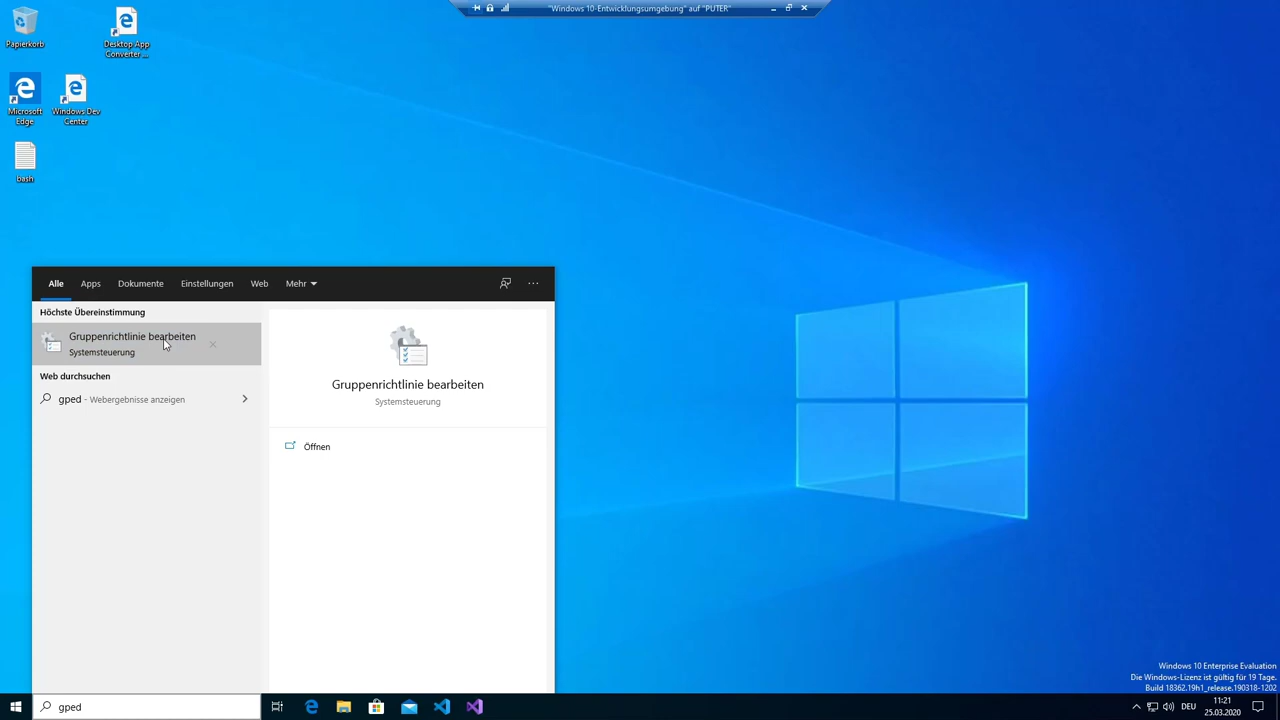 "Windows 10-Entwicklungsumgebung" auf "PUTER"
Papierkorb
Desktop App
Converter ...
Microsoft
Edge
Windows Dev
Center
bash
Alle
Apps
Dokumente
Einstellungen
Web
Mehr
Höchste Übereinstimmung
Gruppenrichtlinie bearbeiten
Systemsteuerung
Web durchsuchen
gped - Webergebnisse anzeigen
Gruppenrichtlinie bearbeiten
Systemsteuerung
Öffnen
Windows 10 Enterprise Evaluation
Die Windows-Lizenz ist gültig für 19 Tage.
Build 18362.19h1_release.190318-1202
gped
DEU
11:21
25.03.2020